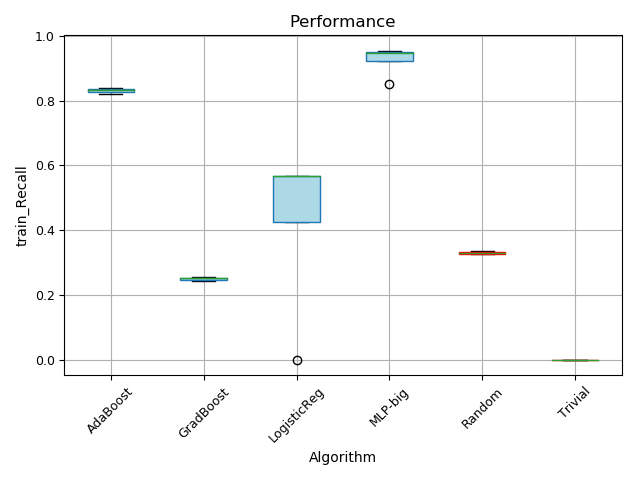 Performance
1.0
0.8
0.6
0.4
0.2
0.0
train_Recall
AdaBoost
GradBoost
LogisticReg
MLP-big
Random
Trivial
Algorithm